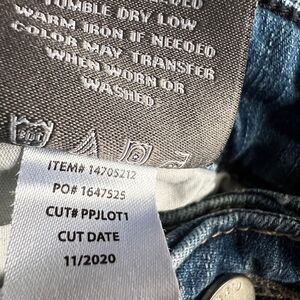 NEEDED
TUMBLE DRY LOW
WARM IRON IF NEEDED
COLOR MAY TRANSFER
WHEN WORN OR
WASHED.
ITEM# 14705212
PO# 1647525
CUT# PPJLOT1
CUT DATE
11/2020